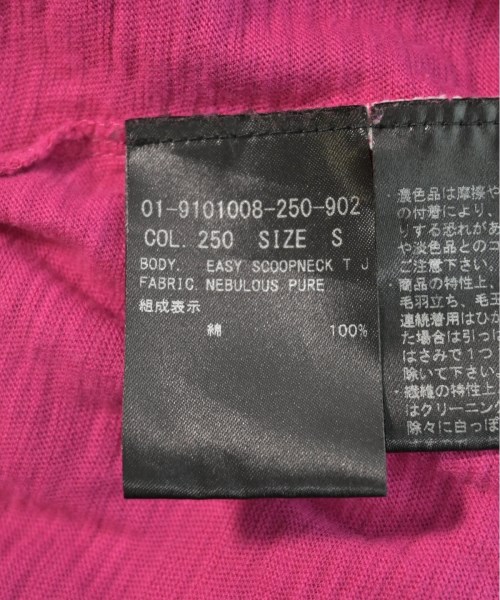 01-9101008-250-902
COL. 250 SIZE S
BODY. EASY SCOOPNECK T J
FABRIC. NEBULOUS PURE
組成表示
綿 100%
・濃色品は摩擦や
の付着により、
りする恐れがあ
や淡色品とのコ
ご注意下さい.
・商品の特性上、
毛羽立ち、毛玉
連続着用はひか
た場合は引っぱ
はさみで1つ
除いて下さい.
・繊維の特性上
はクリーニング
除々に白っぽ